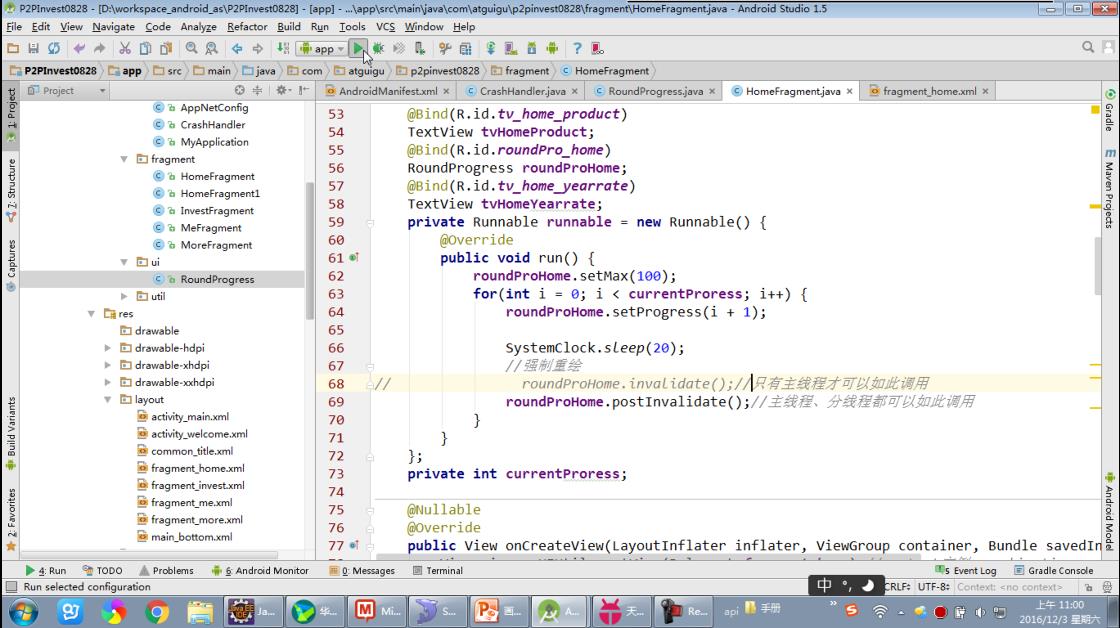 P2PInvest0828 - [D:\workspace_android_as\P2PInvest0828] - [app] - ...\app\src\main\java\com\atguigu\p2pinvest0828\fragment\HomeFragment.java - Android Studio 1.5
File Edit View Navigate Code Analyze Refactor Build Run Tools VCS Window Help
app
P2PInvest0828 app src main java com atguigu p2pinvest0828 fragment HomeFragment
Project
AndroidManifest.xml CrashHandler.java RoundProgress.java HomeFragment.java fragment_home.xml
1: Project
7: Structure
Captures
Build Variants
2: Favorites
AppNetConfig
CrashHandler
MyApplication
fragment
HomeFragment
HomeFragment1
InvestFragment
MeFragment
MoreFragment
ui
RoundProgress
util
res
drawable
drawable-hdpi
drawable-xhdpi
drawable-xxhdpi
layout
activity_main.xml
activity_welcome.xml
common_title.xml
fragment_home.xml
fragment_invest.xml
fragment_me.xml
fragment_more.xml
main_bottom.xml
53 @Bind(R.id.tv_home_product)
54 TextView tvHomeProduct;
55 @Bind(R.id.roundPro_home)
56 RoundProgress roundProHome;
57 @Bind(R.id.tv_home_yearrate)
58 TextView tvHomeYearrate;
59 private Runnable runnable = new Runnable() {
60 @Override
61 public void run() {
62 roundProHome.setMax(100);
63 for(int i = 0; i < currentProress; i++) {
64 roundProHome.setProgress(i + 1);
65
66 SystemClock.sleep(20);
67 //强制重绘
68 // roundProHome.invalidate();//只有主线程才可以如此调用
69 roundProHome.postInvalidate();//主线程、分线程都可以如此调用
70 }
71 }
72 };
73 private int currentProress;
74
75 @Nullable
76 @Override
77 public View onCreateView(LayoutInflater inflater, ViewGroup container, Bundle savedIn
Gradle
Maven Projects
Android Model
4: Run TODO Problems 6: Android Monitor 0: Messages Terminal 5 Event Log Gradle Console
Run selected configuration
中 °,
CRLF÷ UTF-8÷ Context: <no context>
Ja... 华... Mi... S... 画... A... 天... Re... api 手册 »
上午 11:00
2016/12/3 星期六